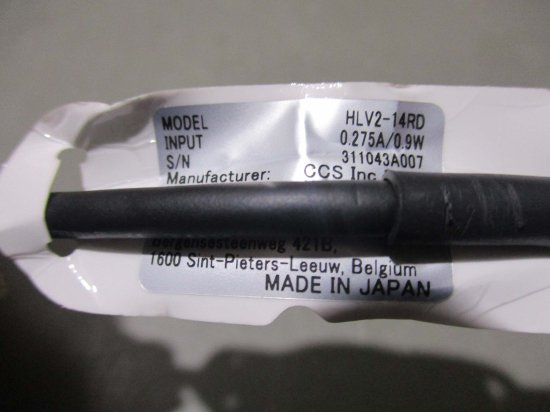 MODEL HLV2-14RD
INPUT 0.275A/0.9W
S/N 311043A007
Manufacturer: CCS Inc
Bergensesteenweg 421B,
1600 Sint-Pieters-Leeuw, Belgium
MADE IN JAPAN